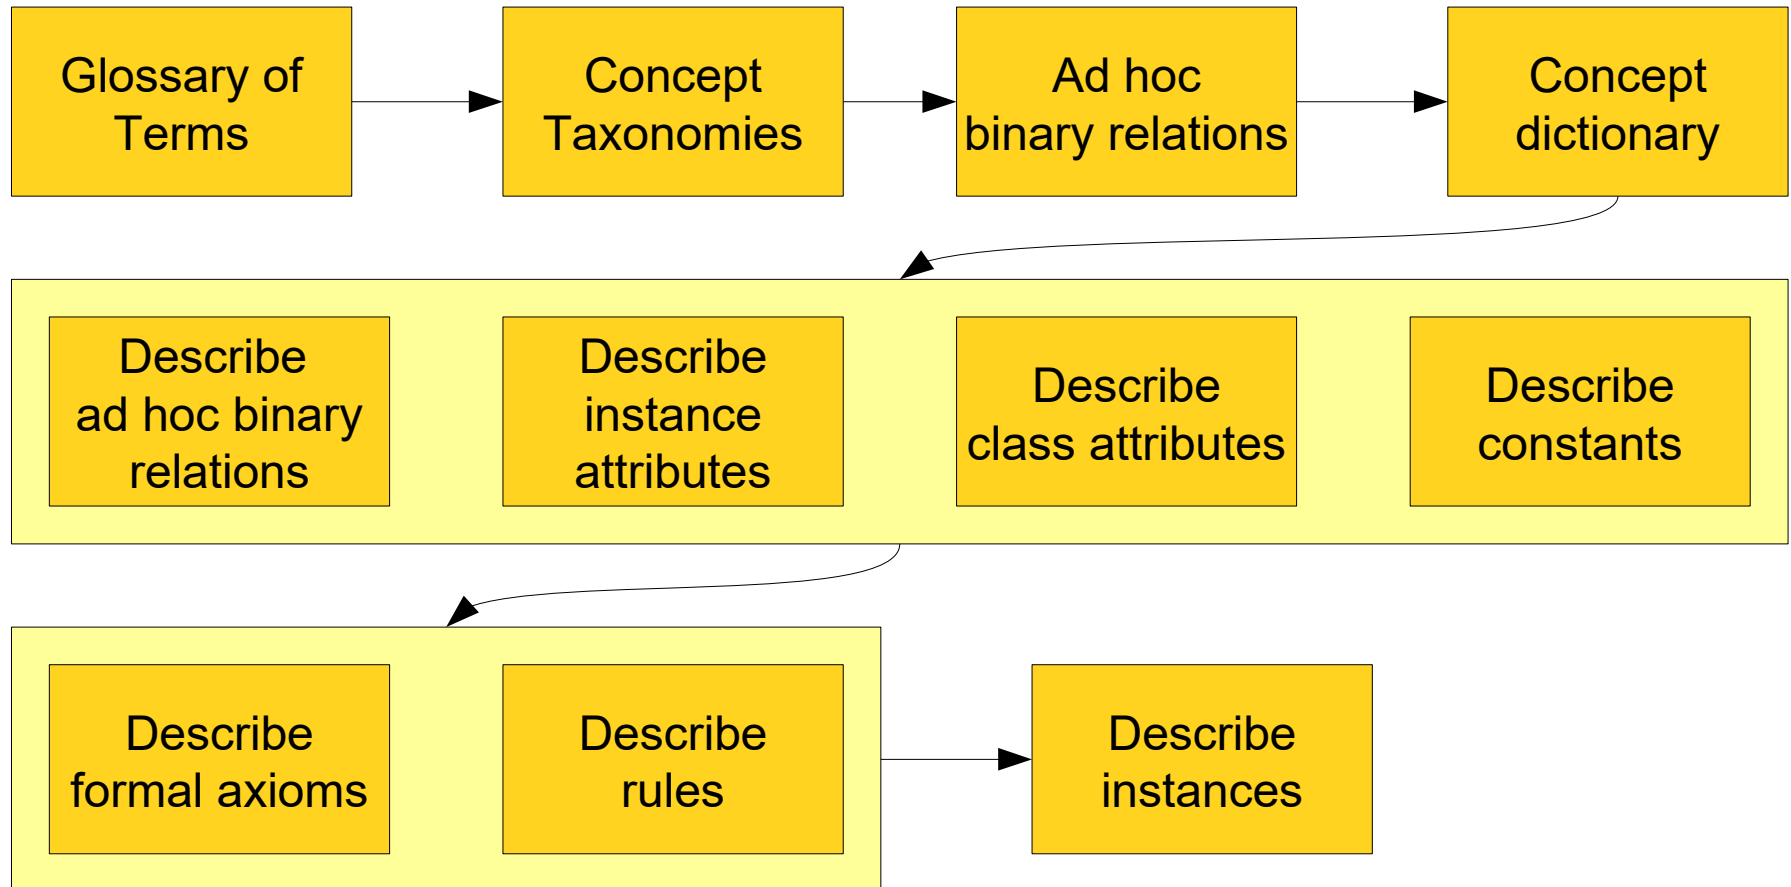 Glossary of
Terms
Concept
Taxonomies
Ad hoc
binary relations
Concept
dictionary
Describe
ad hoc binary
relations
Describe
instance
attributes
Describe
class attributes
Describe
constants
Describe
formal axioms
Describe
rules
Describe
instances